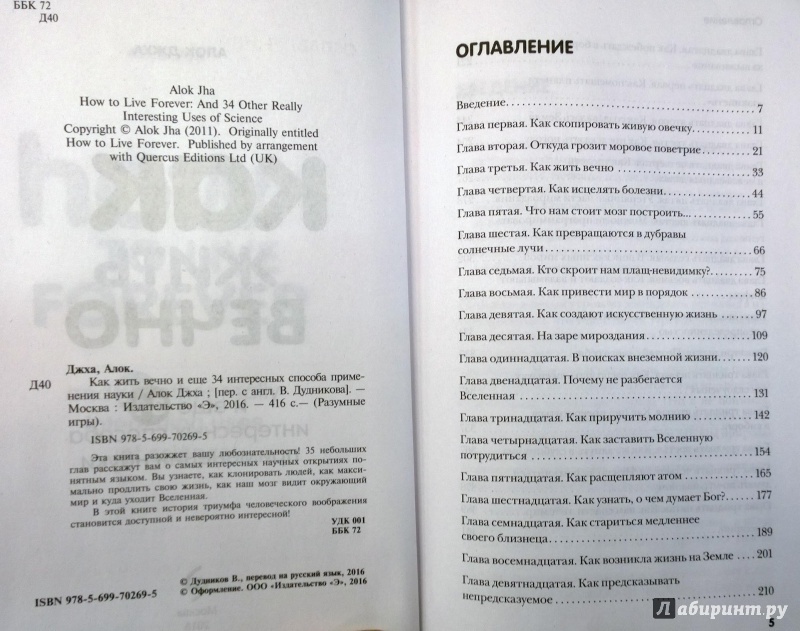 ББК 72
Д40
Alok Jha
How to Live Forever: And 34 Other Really
Interesting Uses of Science
Copyright © Alok Jha (2011). Originally entitled
How to Live Forever. Published by arrangement
with Quercus Editions Ltd (UK)
Джха, Алок.
Д40 Как жить вечно и еще 34 интересных способа приме-
нения науки / Алок Джха ; [пер. с англ. В. Дудникова]. —
Москва : Издательство «Э», 2016. — 416 с.— (Разумные
игры).
ISBN 978-5-699-70269-5
Эта книга разожжет вашу любознательность! 35 небольших
глав расскажут вам о самых интересных научных открытиях по-
нятным языком. Вы узнаете, как клонировать людей, как макси-
мально продлить свою жизнь, как наш мозг видит окружающий
мир и куда уходит Вселенная.
В этой книге история триумфа человеческого воображения
становится доступной и невероятно интересной!
УДК 001
ББК 72
© Дудников В., перевод на русский язык, 2016
© Оформление. ООО «Издательство «Э», 2016
ISBN 978-5-699-70269-5
ОГЛАВЛЕНИЕ
Введение. 7
Глава первая. Как скопировать живую овечку. 11
Глава вторая. Откуда грозит моровое поветрие 21
Глава третья. Как жить вечно 33
Глава четвертая. Как исцелять болезни. 44
Глава пятая. Что нам стоит мозг построить... 55
Глава шестая. Как превращаются в дубравы
солнечные лучи 66
Глава седьмая. Кто скроит нам плащ-невидимку?. 75
Глава восьмая. Как привести мир в порядок 86
Глава девятая. Как создают искусственную жизнь 97
Глава десятая. На заре мироздания 109
Глава одиннадцатая. В поисках внеземной жизни. 120
Глава двенадцатая. Почему не разбегается
Вселенная 131
Глава тринадцатая. Как приручить молнию 142
Глава четырнадцатая. Как заставить Вселенную
потрудиться 154
Глава пятнадцатая. Как расщепляют атом 165
Глава шестнадцатая. Как узнать, о чем думает Бог? 177
Глава семнадцатая. Как стариться медленнее
своего близнеца. 189
Глава восемнадцатая. Как возникла жизнь на Земле 201
Глава девятнадцатая. Как предсказывать
непредсказуемое 210
5
Лабиринт.ру